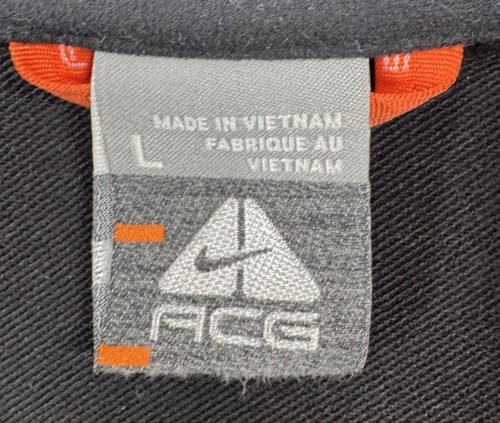 MADE IN VIETNAM
L
FABRIQUE AU
VIETNAM
ACG